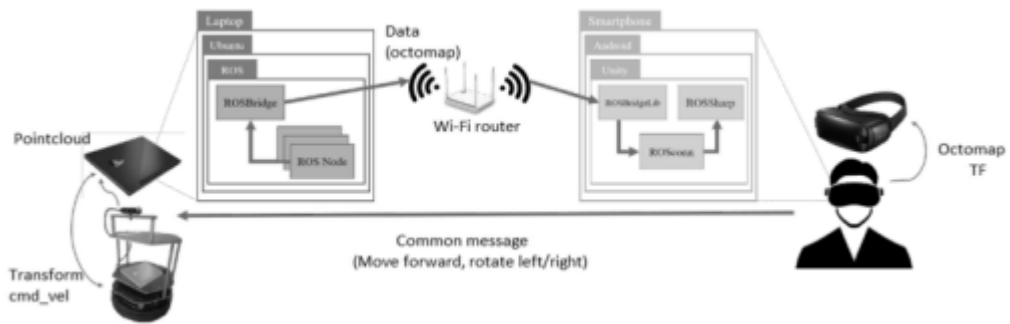 Laptop
Ubuntu
ROS
ROSBridge
ROS Node
Data
(octomap)
Wi-Fi router
Smartphone
Android
Unity
ROSBridgeLib
ROSSharp
ROSconn
Pointcloud
Octomap
TF
Common message
(Move forward, rotate left/right)
Transform
cmd_vel